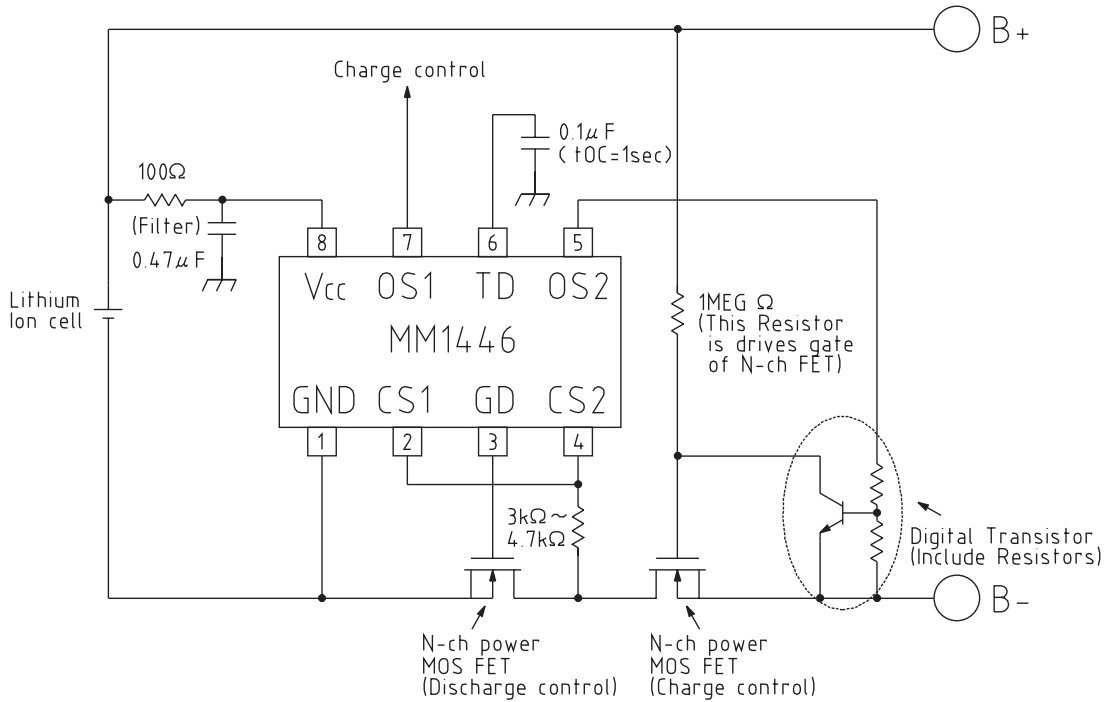 B+
Charge control
0.1μF
(tOC=1sec)
100Ω
(Filter)
0.47μF
8
7
6
5
Vcc
OS1
TD
OS2
Lithium
Ion cell
MM1446
1MEG Ω
(This Resistor
is drives gate
of N-ch FET)
GND
CS1
GD
CS2
1
2
3
4
3kΩ~
4.7kΩ
Digital Transistor
(Include Resistors)
B-
N-ch power
MOS FET
(Discharge control)
N-ch power
MOS FET
(Charge control)